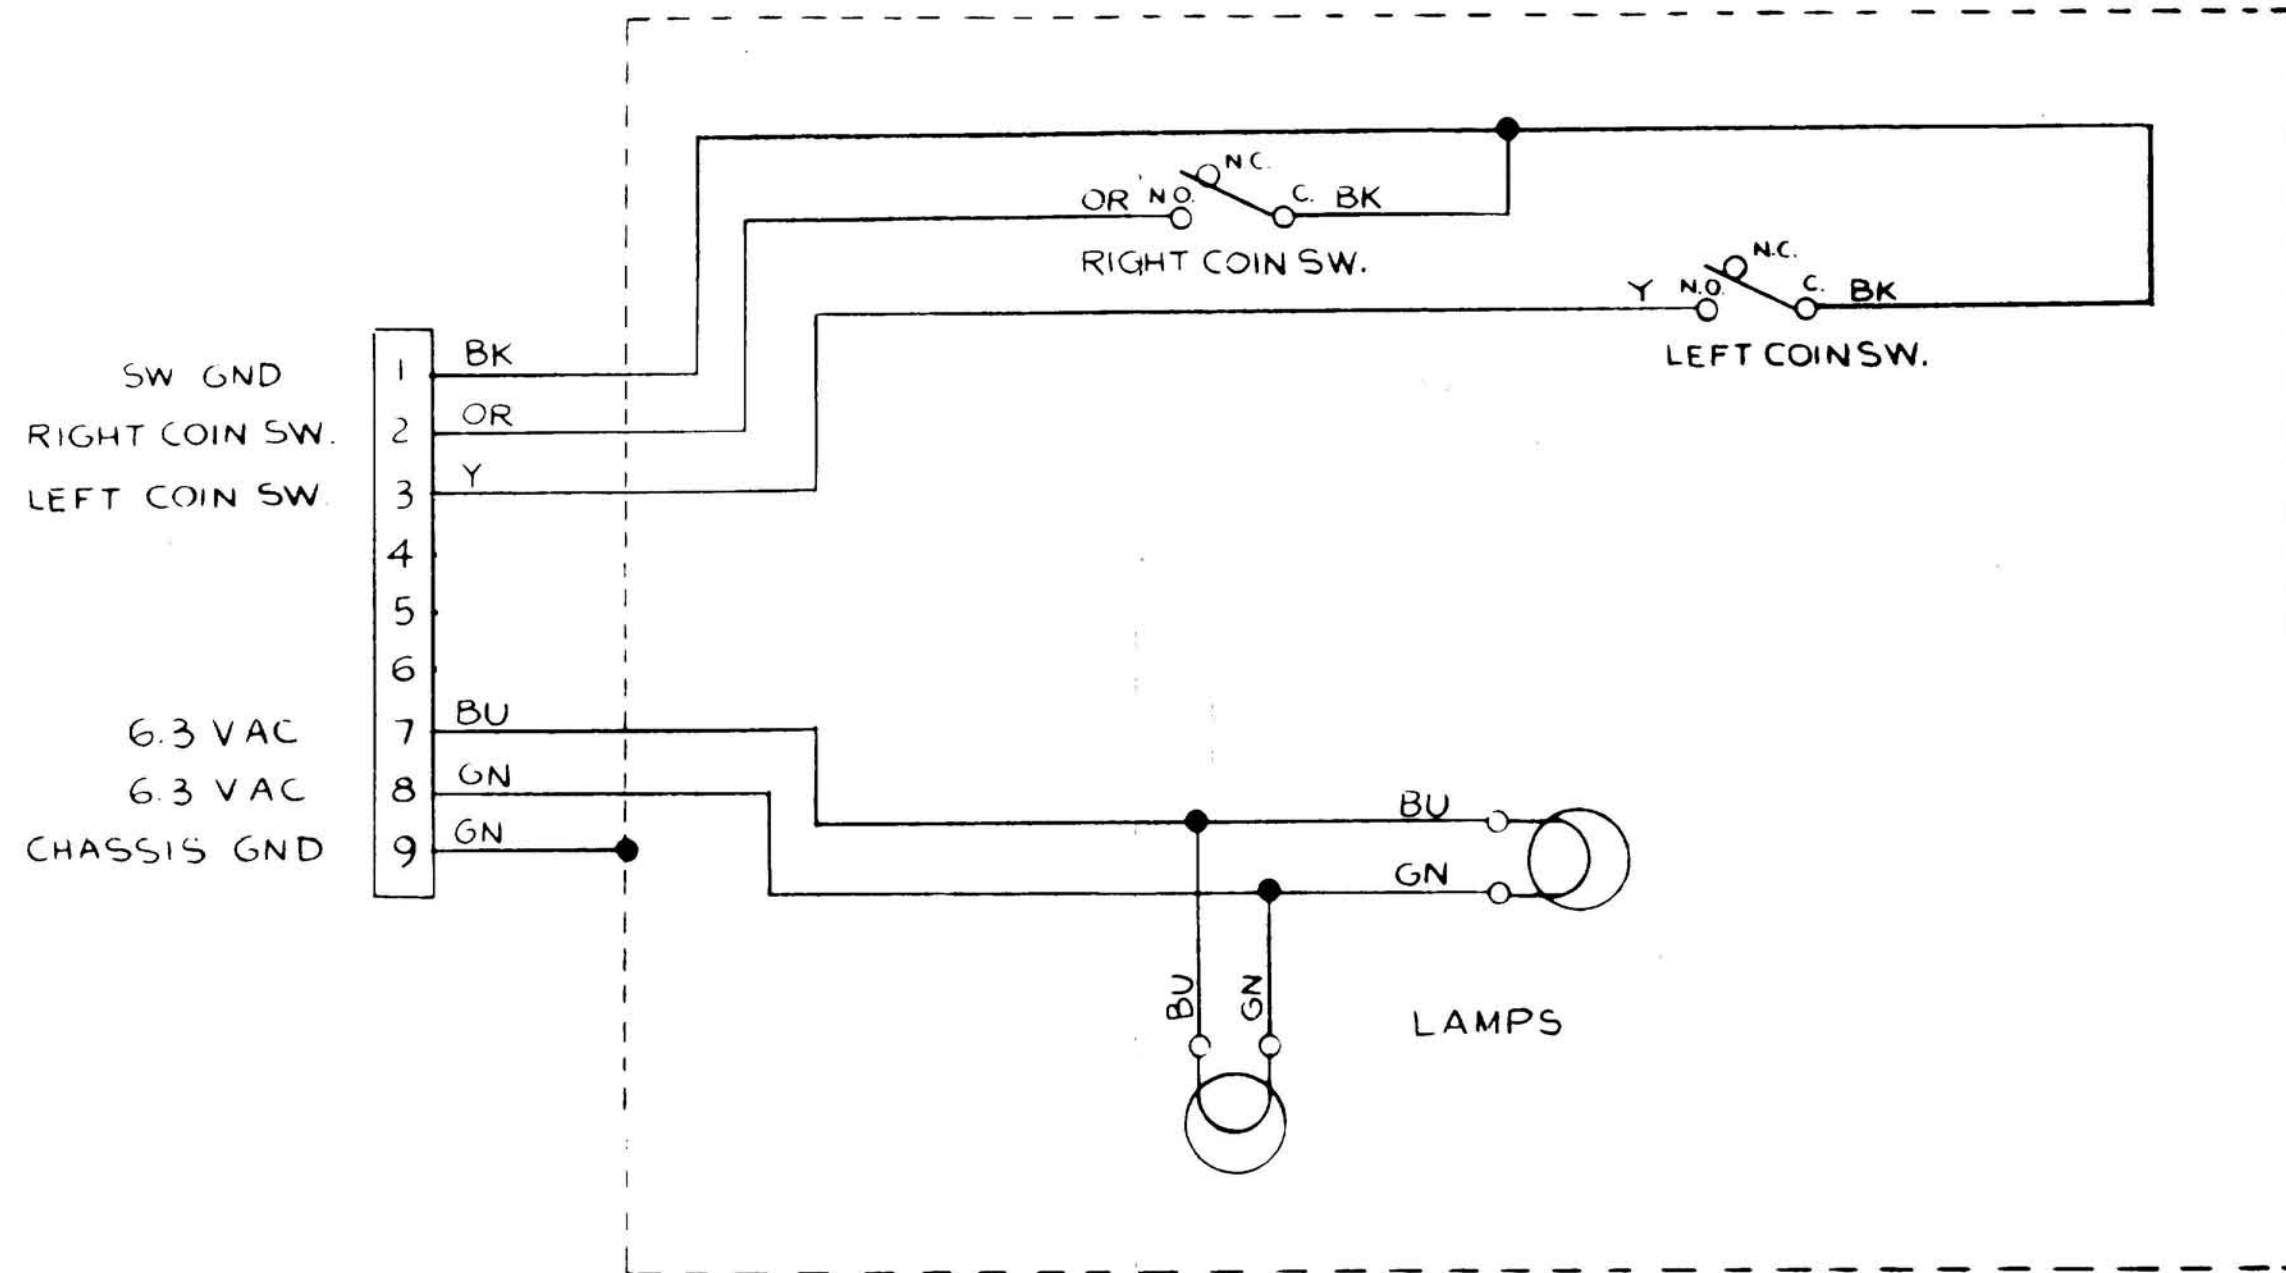 N.C.
OR N.O. C. BK
RIGHT COIN SW.
N.C.
Y N.O. C. BK
LEFT COIN SW.
SW GND 1 BK
RIGHT COIN SW. 2 OR
LEFT COIN SW. 3 Y
4
5
6
6.3 VAC 7 BU
6.3 VAC 8 GN
CHASSIS GND 9 GN
BU
GN
BU GN
LAMPS